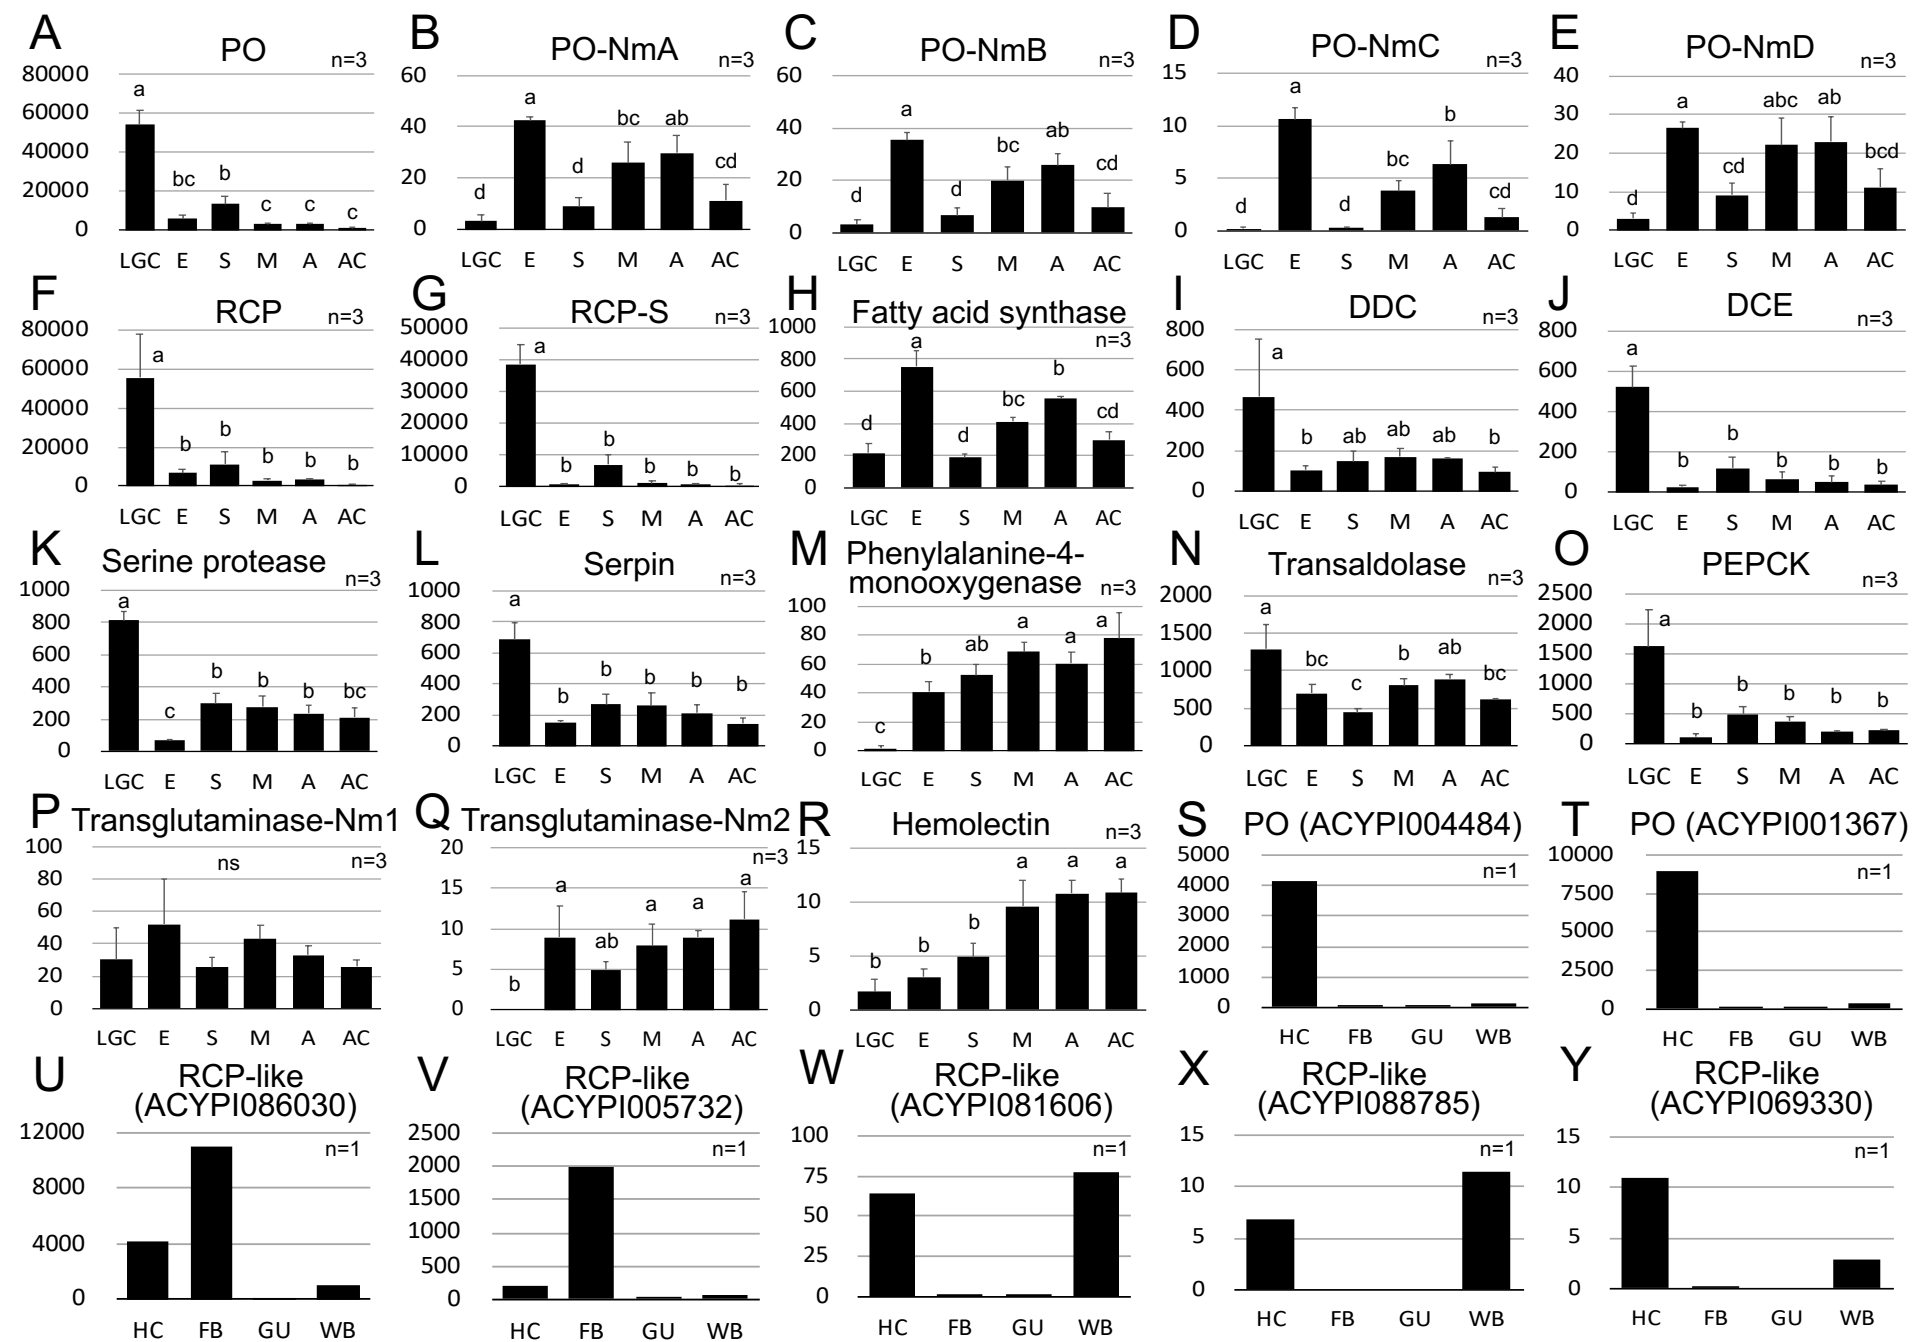 A PO n=3
80000
60000
40000
20000
0
a bc b c c c
LGC E S M A AC
B PO-NmA n=3
60
40
20
0
d a d bc ab cd
LGC E S M A AC
C PO-NmB n=3
60
40
20
0
d a d bc ab cd
LGC E S M A AC
D PO-NmC n=3
15
10
5
0
d a d bc b cd
LGC E S M A AC
E PO-NmD n=3
40
30
20
10
0
d a cd abc ab bcd
LGC E S M A AC
F RCP n=3
80000
60000
40000
20000
0
a b b b b b
LGC E S M A AC
G RCP-S n=3
50000
40000
30000
20000
10000
0
a b b b b b
LGC E S M A AC
H Fatty acid synthase
n=3
1000
800
600
400
200
0
d a d bc b cd
LGC E S M A AC
I DDC n=3
800
600
400
200
0
a b ab ab ab b
LGC E S M A AC
J DCE n=3
800
600
400
200
0
a b b b b b
LGC E S M A AC
K Serine protease n=3
1000
800
600
400
200
0
a c b b b bc
LGC E S M A AC
L Serpin n=3
1000
800
600
400
200
0
a b b b b b
LGC E S M A AC
M Phenylalanine-4-
monooxygenase n=3
100
80
60
40
20
0
c b ab a a a
LGC E S M A AC
N Transaldolase n=3
2000
1500
1000
500
0
a bc c b ab bc
LGC E S M A AC
O PEPCK n=3
2500
2000
1500
1000
500
0
a b b b b b
LGC E S M A AC
P Transglutaminase-Nm1
ns n=3
100
80
60
40
20
0
LGC E S M A AC
Q Transglutaminase-Nm2
n=3
20
15
10
5
0
b a ab a a a
LGC E S M A AC
R Hemolectin n=3
15
10
5
0
b b b a a a
LGC E S M A AC
S PO (ACYPI004484)
n=1
5000
4000
3000
2000
1000
0
HC FB GU WB
T PO (ACYPI001367)
n=1
10000
7500
5000
2500
0
HC FB GU WB
U RCP-like
(ACYPI086030)
n=1
12000
8000
4000
0
HC FB GU WB
V RCP-like
(ACYPI005732)
n=1
2500
2000
1500
1000
500
0
HC FB GU WB
W RCP-like
(ACYPI081606)
n=1
100
75
50
25
0
HC FB GU WB
X RCP-like
(ACYPI088785)
n=1
15
10
5
0
HC FB GU WB
Y RCP-like
(ACYPI069330)
n=1
15
10
5
0
HC FB GU WB